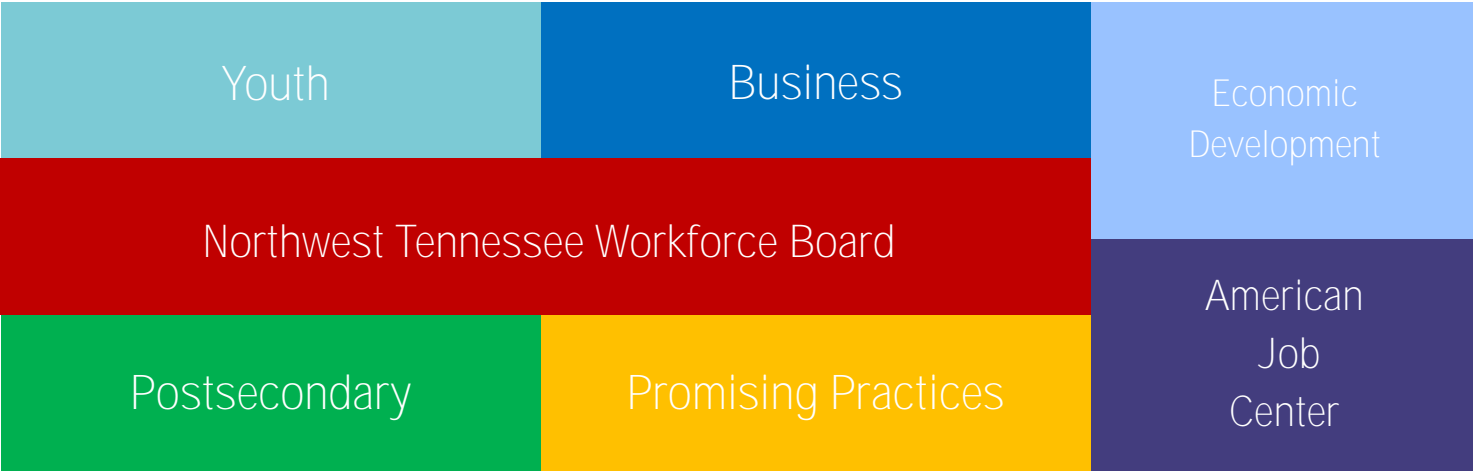 Youth
Business
Economic
Development
Northwest Tennessee Workforce Board
American
Job
Center
Postsecondary
Promising Practices